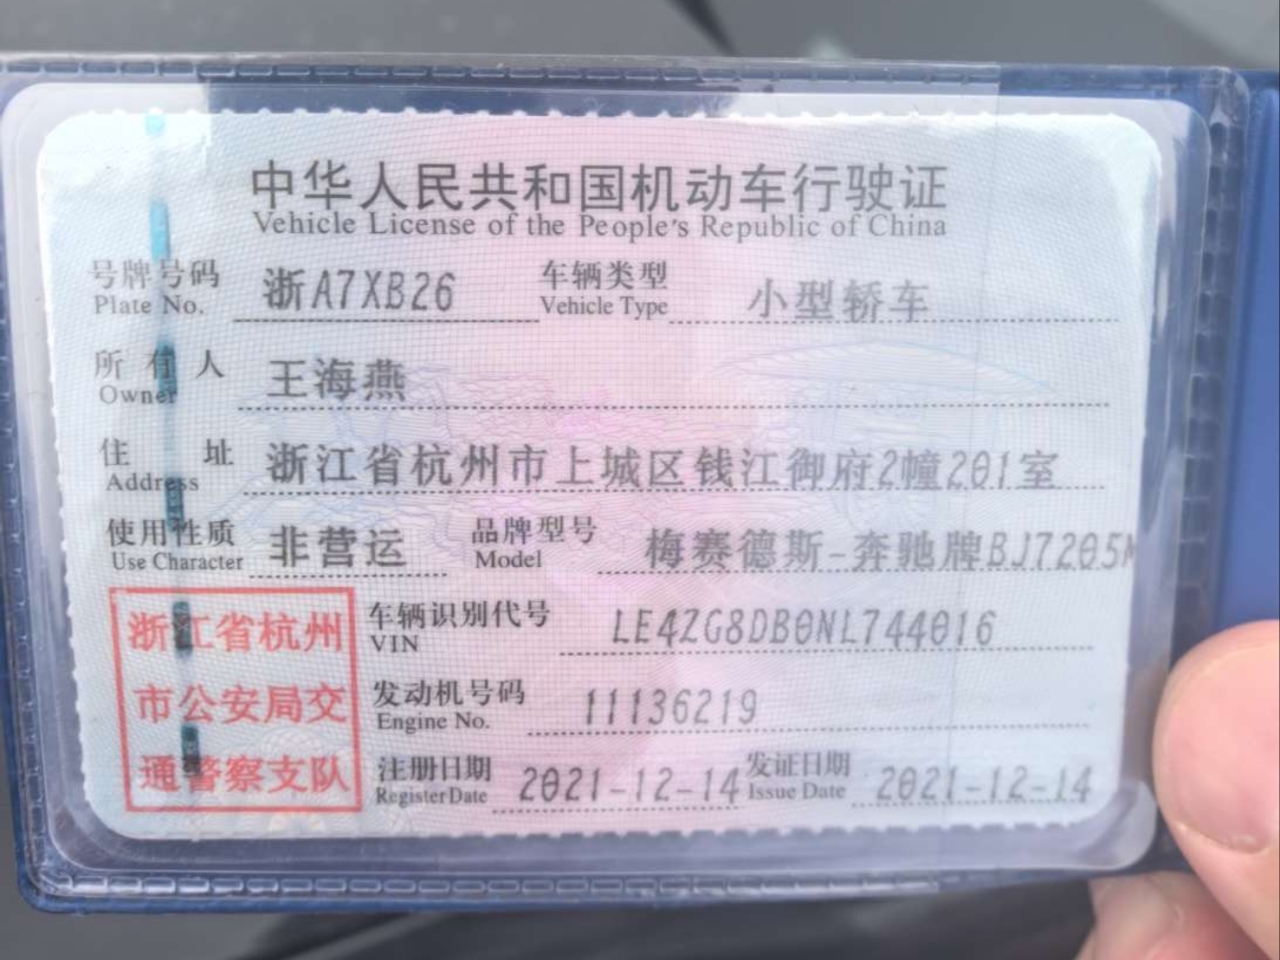 中华人民共和国机动车行驶证
Vehicle License of the People's Republic of China
号牌号码 浙A7XB26 车辆类型 小型轿车
Plate No. Vehicle Type
所有人 王海燕
Owner
住址 浙江省杭州市上城区钱江御府2幢201室
Address
使用性质 非营运 品牌型号 梅赛德斯-奔驰牌BJ7205M
Use Character Model
浙江省杭州
市公安局交
通警察支队
车辆识别代号 LE4ZG8DB0NL744016
VIN
发动机号码 11136219
Engine No.
注册日期 2021-12-14 发证日期 2021-12-14
Register Date Issue Date